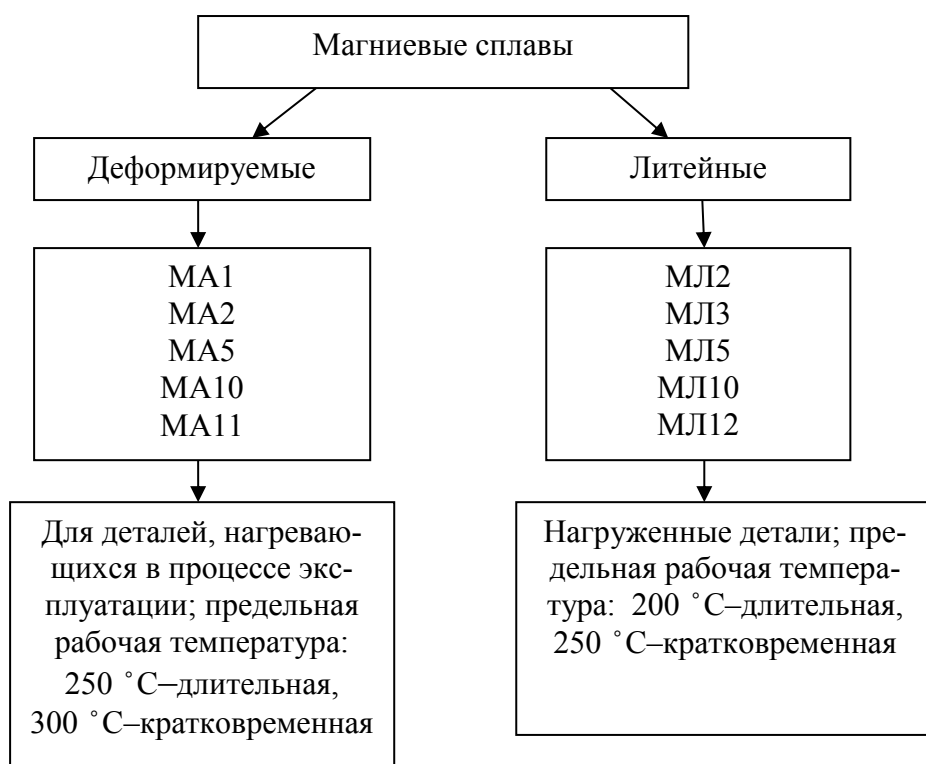 Магниевые сплавы
Деформируемые
Литейные
МА1
МА2
МА5
МА10
МА11
МЛ2
МЛ3
МЛ5
МЛ10
МЛ12
Для деталей, нагреваю-
щихся в процессе экс-
плуатации; предельная
рабочая температура:
250 ˚С–длительная,
300 ˚С–кратковременная
Нагруженные детали; пре-
дельная рабочая темпера-
тура: 200 ˚С–длительная,
250 ˚С–кратковременная